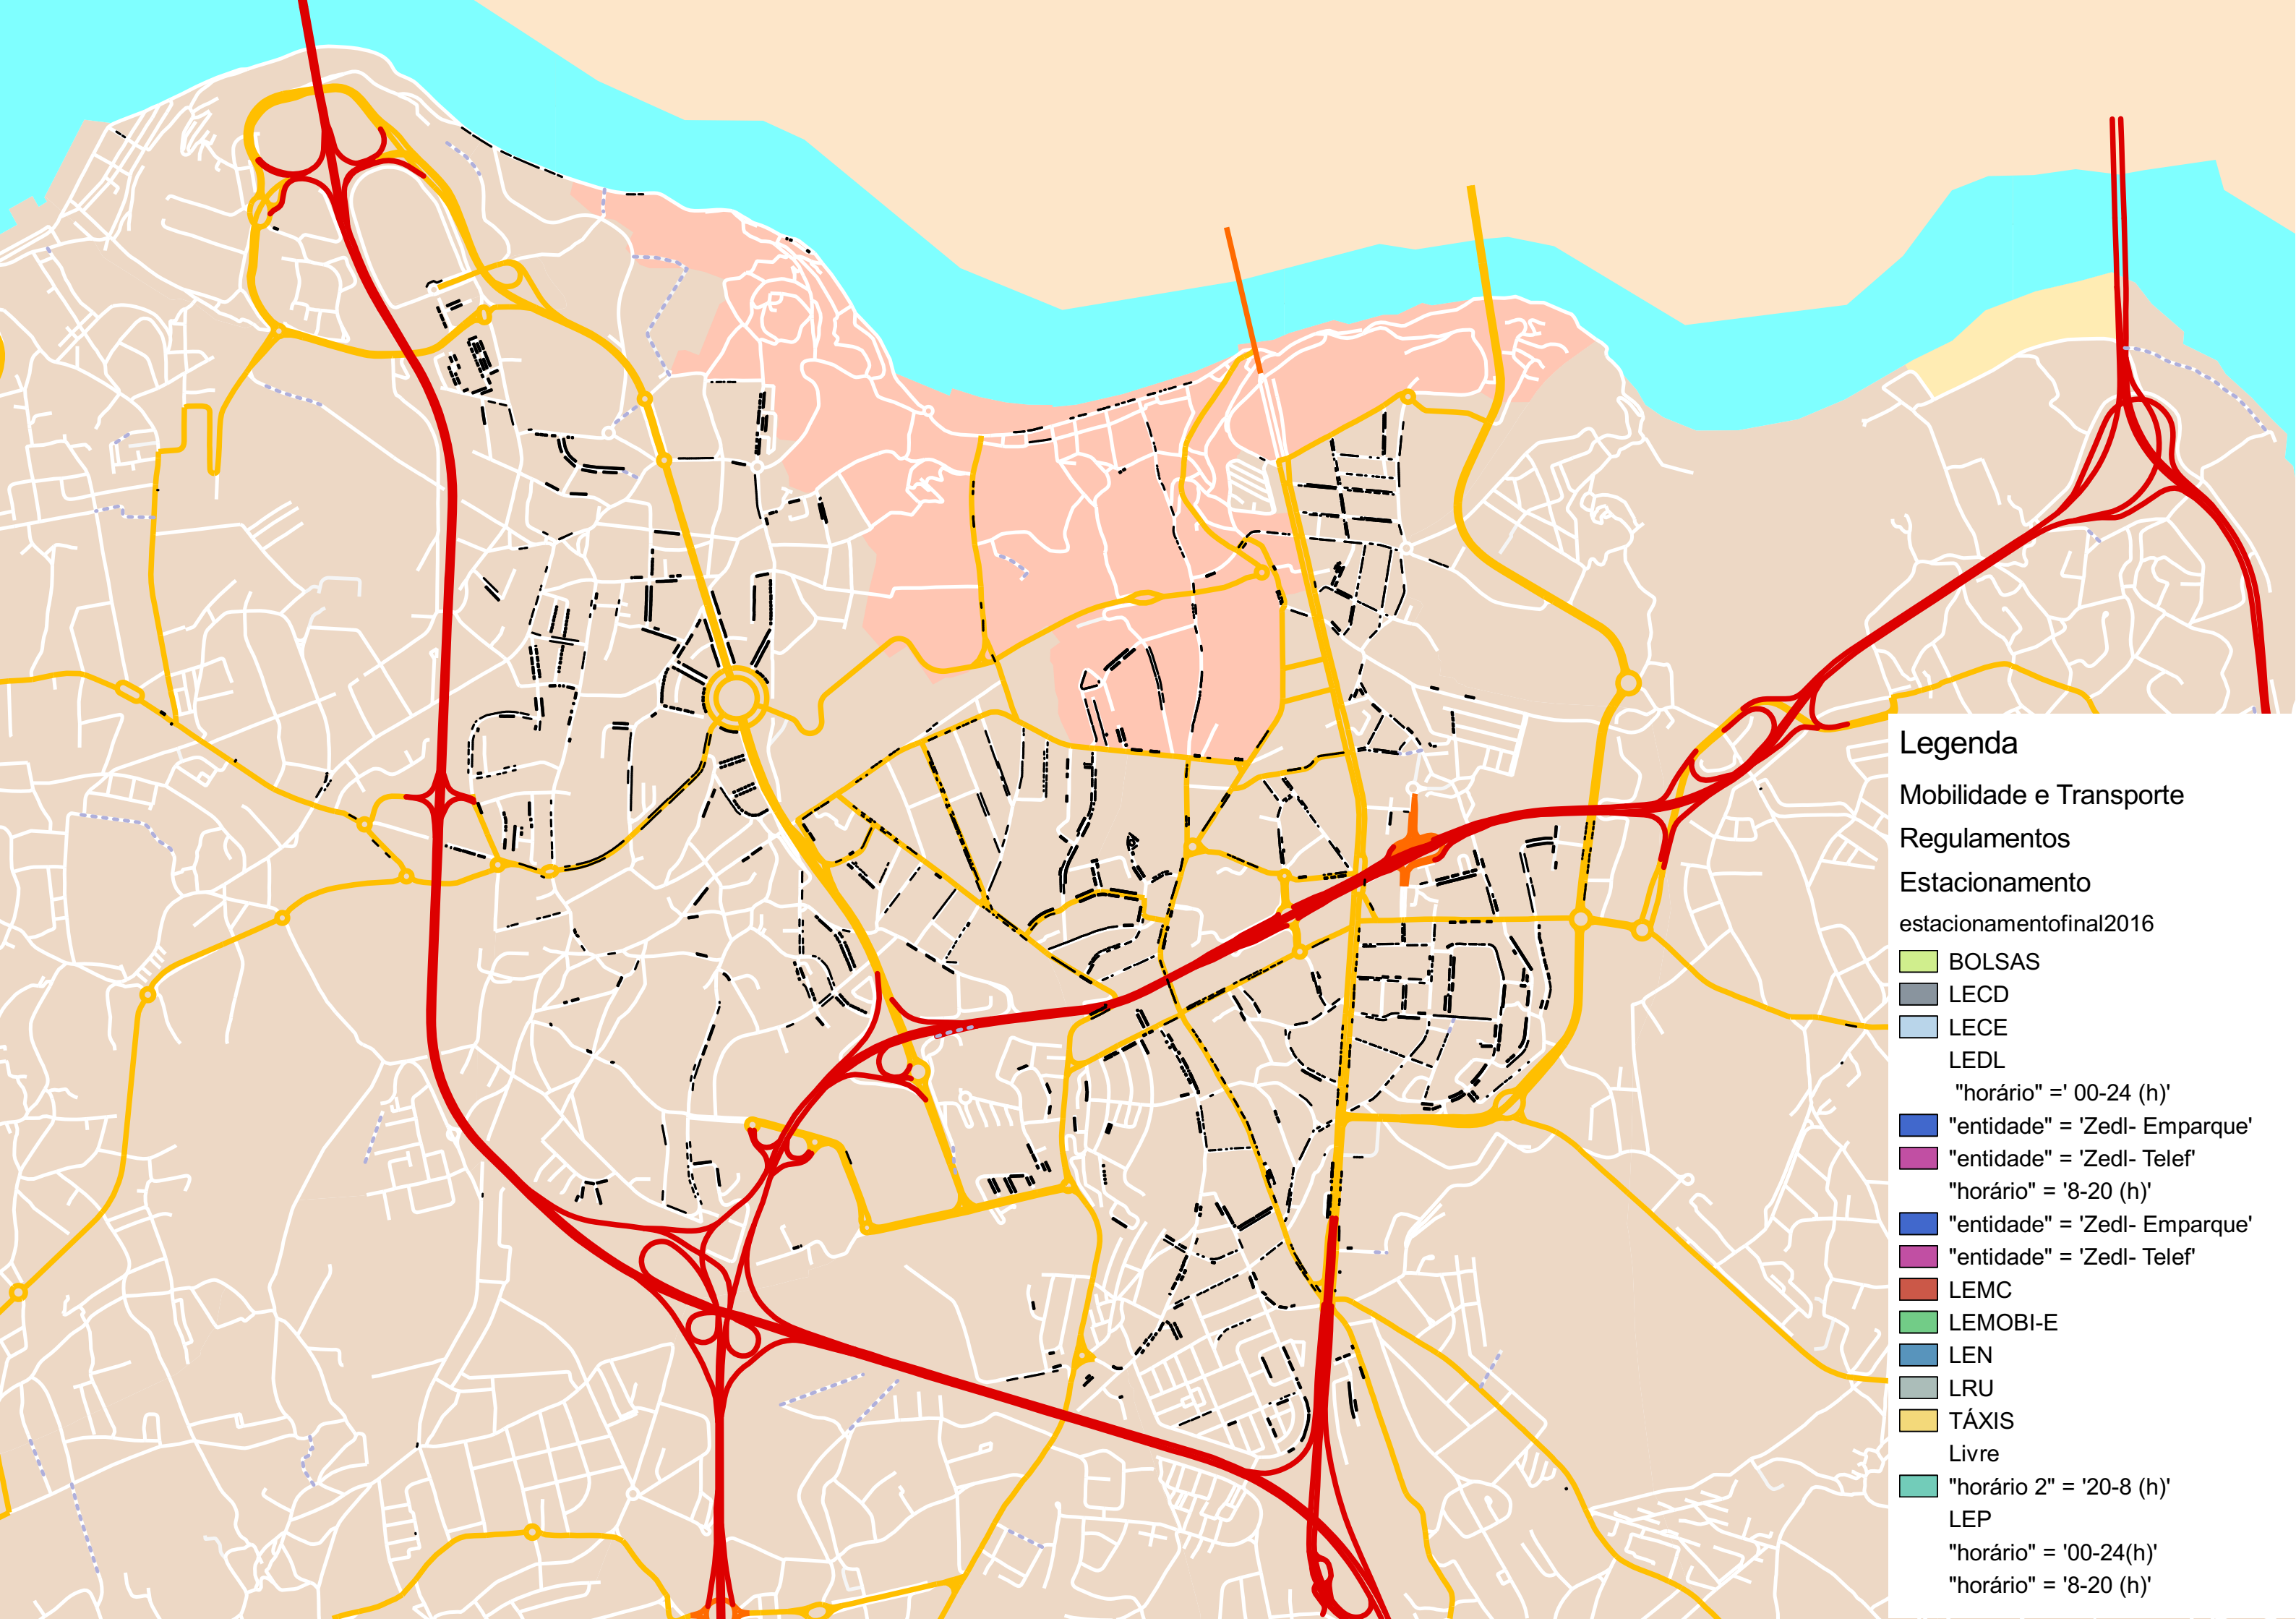 Legenda
Mobilidade e Transporte
Regulamentos
Estacionamento
estacionamentofinal2016
BOLSAS
LECD
LECE
LEDL
"horário" =' 00-24 (h)'
"entidade" = 'Zedl- Emparque'
"entidade" = 'Zedl- Telef'
"horário" = '8-20 (h)'
"entidade" = 'Zedl- Emparque'
"entidade" = 'Zedl- Telef'
LEMC
LEMOBI-E
LEN
LRU
TÁXIS
Livre
"horário 2" = '20-8 (h)'
LEP
"horário" = '00-24(h)'
"horário" = '8-20 (h)'